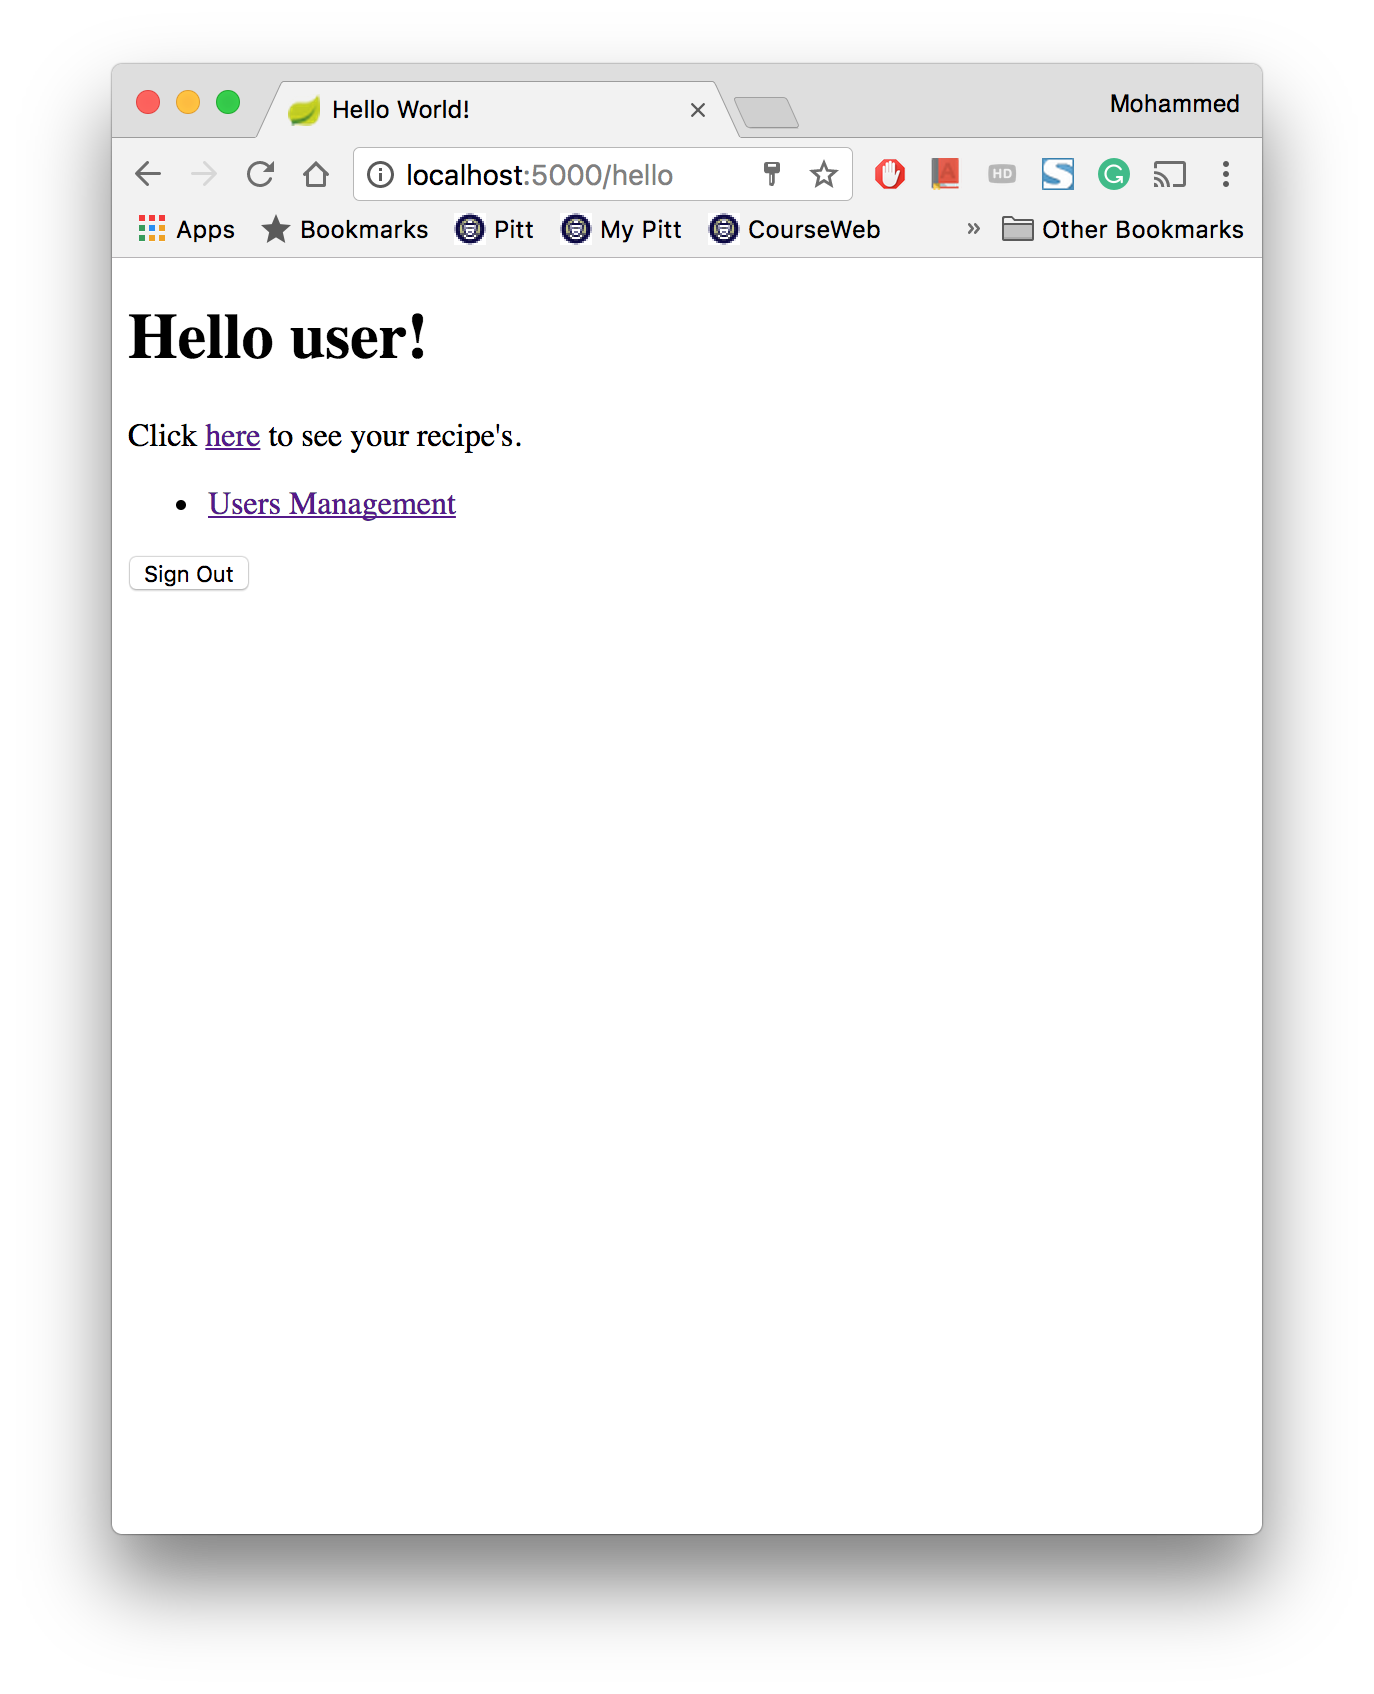 Hello World!
Mohammed
localhost:5000/hello
HD
Apps Bookmarks Pitt My Pitt CourseWeb » Other Bookmarks
Hello user!
Click here to see your recipe's.
• Users Management
Sign Out